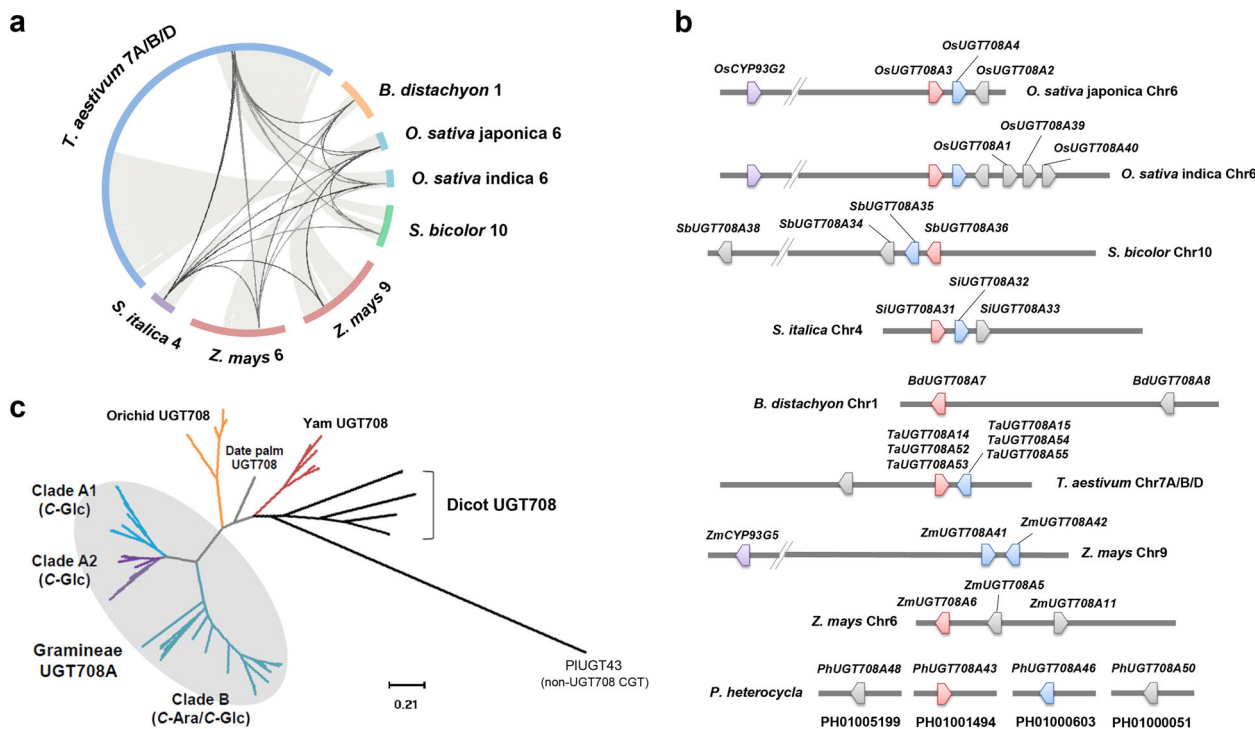 a
T. aestivum 7A/B/D
B. distachyon 1
O. sativa japonica 6
O. sativa indica 6
S. bicolor 10
Z. mays 9
Z. mays 6
S. italica 4
b
OsCYP93G2
OsUGT708A3
OsUGT708A4
OsUGT708A2
O. sativa japonica Chr6
OsUGT708A1
OsUGT708A39
OsUGT708A40
O. sativa indica Chr6
SbUGT708A38
SbUGT708A34
SbUGT708A35
SbUGT708A36
S. bicolor Chr10
SiUGT708A31
SiUGT708A32
SiUGT708A33
S. italica Chr4
BdUGT708A7
BdUGT708A8
B. distachyon Chr1
TaUGT708A14
TaUGT708A52
TaUGT708A53
TaUGT708A15
TaUGT708A54
TaUGT708A55
T. aestivum Chr7A/B/D
ZmCYP93G5
ZmUGT708A41
ZmUGT708A42
Z. mays Chr9
ZmUGT708A6
ZmUGT708A5
ZmUGT708A11
Z. mays Chr6
PhUGT708A48
PhUGT708A43
PhUGT708A46
PhUGT708A50
P. heterocycla
PH01005199
PH01001494
PH01000603
PH01000051
c
Orichid UGT708
Date palm
UGT708
Yam UGT708
Dicot UGT708
Clade A1
(C-Glc)
Clade A2
(C-Glc)
Gramineae
UGT708A
Clade B
(C-Ara/C-Glc)
0.21
PlUGT43
(non-UGT708 CGT)